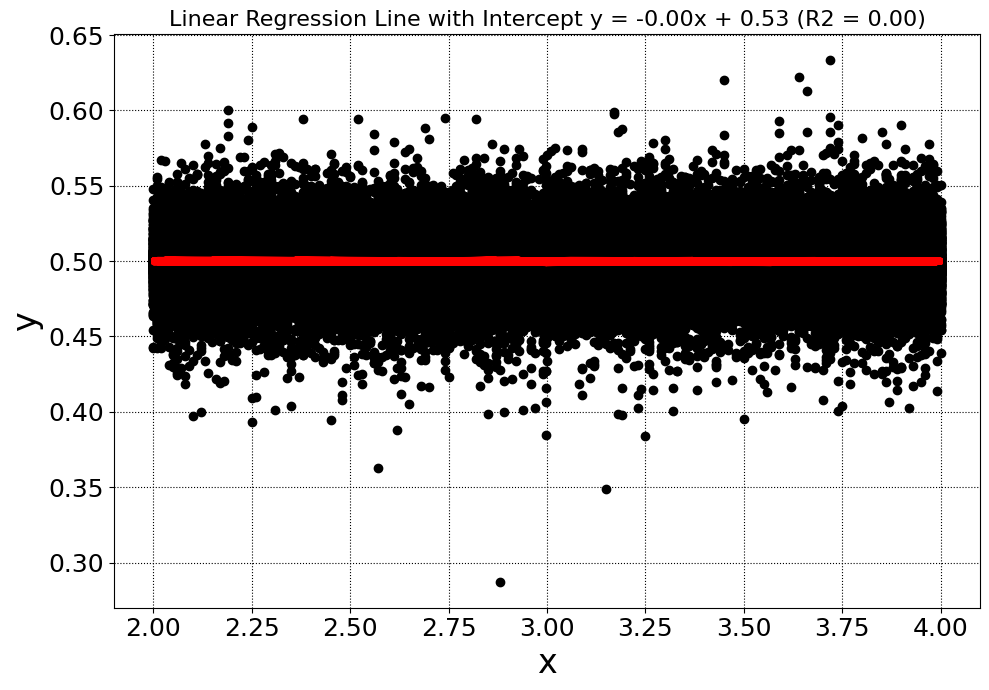 Linear Regression Line with Intercept y = -0.00x + 0.53 (R2 = 0.00)
0.65
0.60
0.55
0.50
0.45
0.40
0.35
0.30
y
2.00 2.25 2.50 2.75 3.00 3.25 3.50 3.75 4.00
x